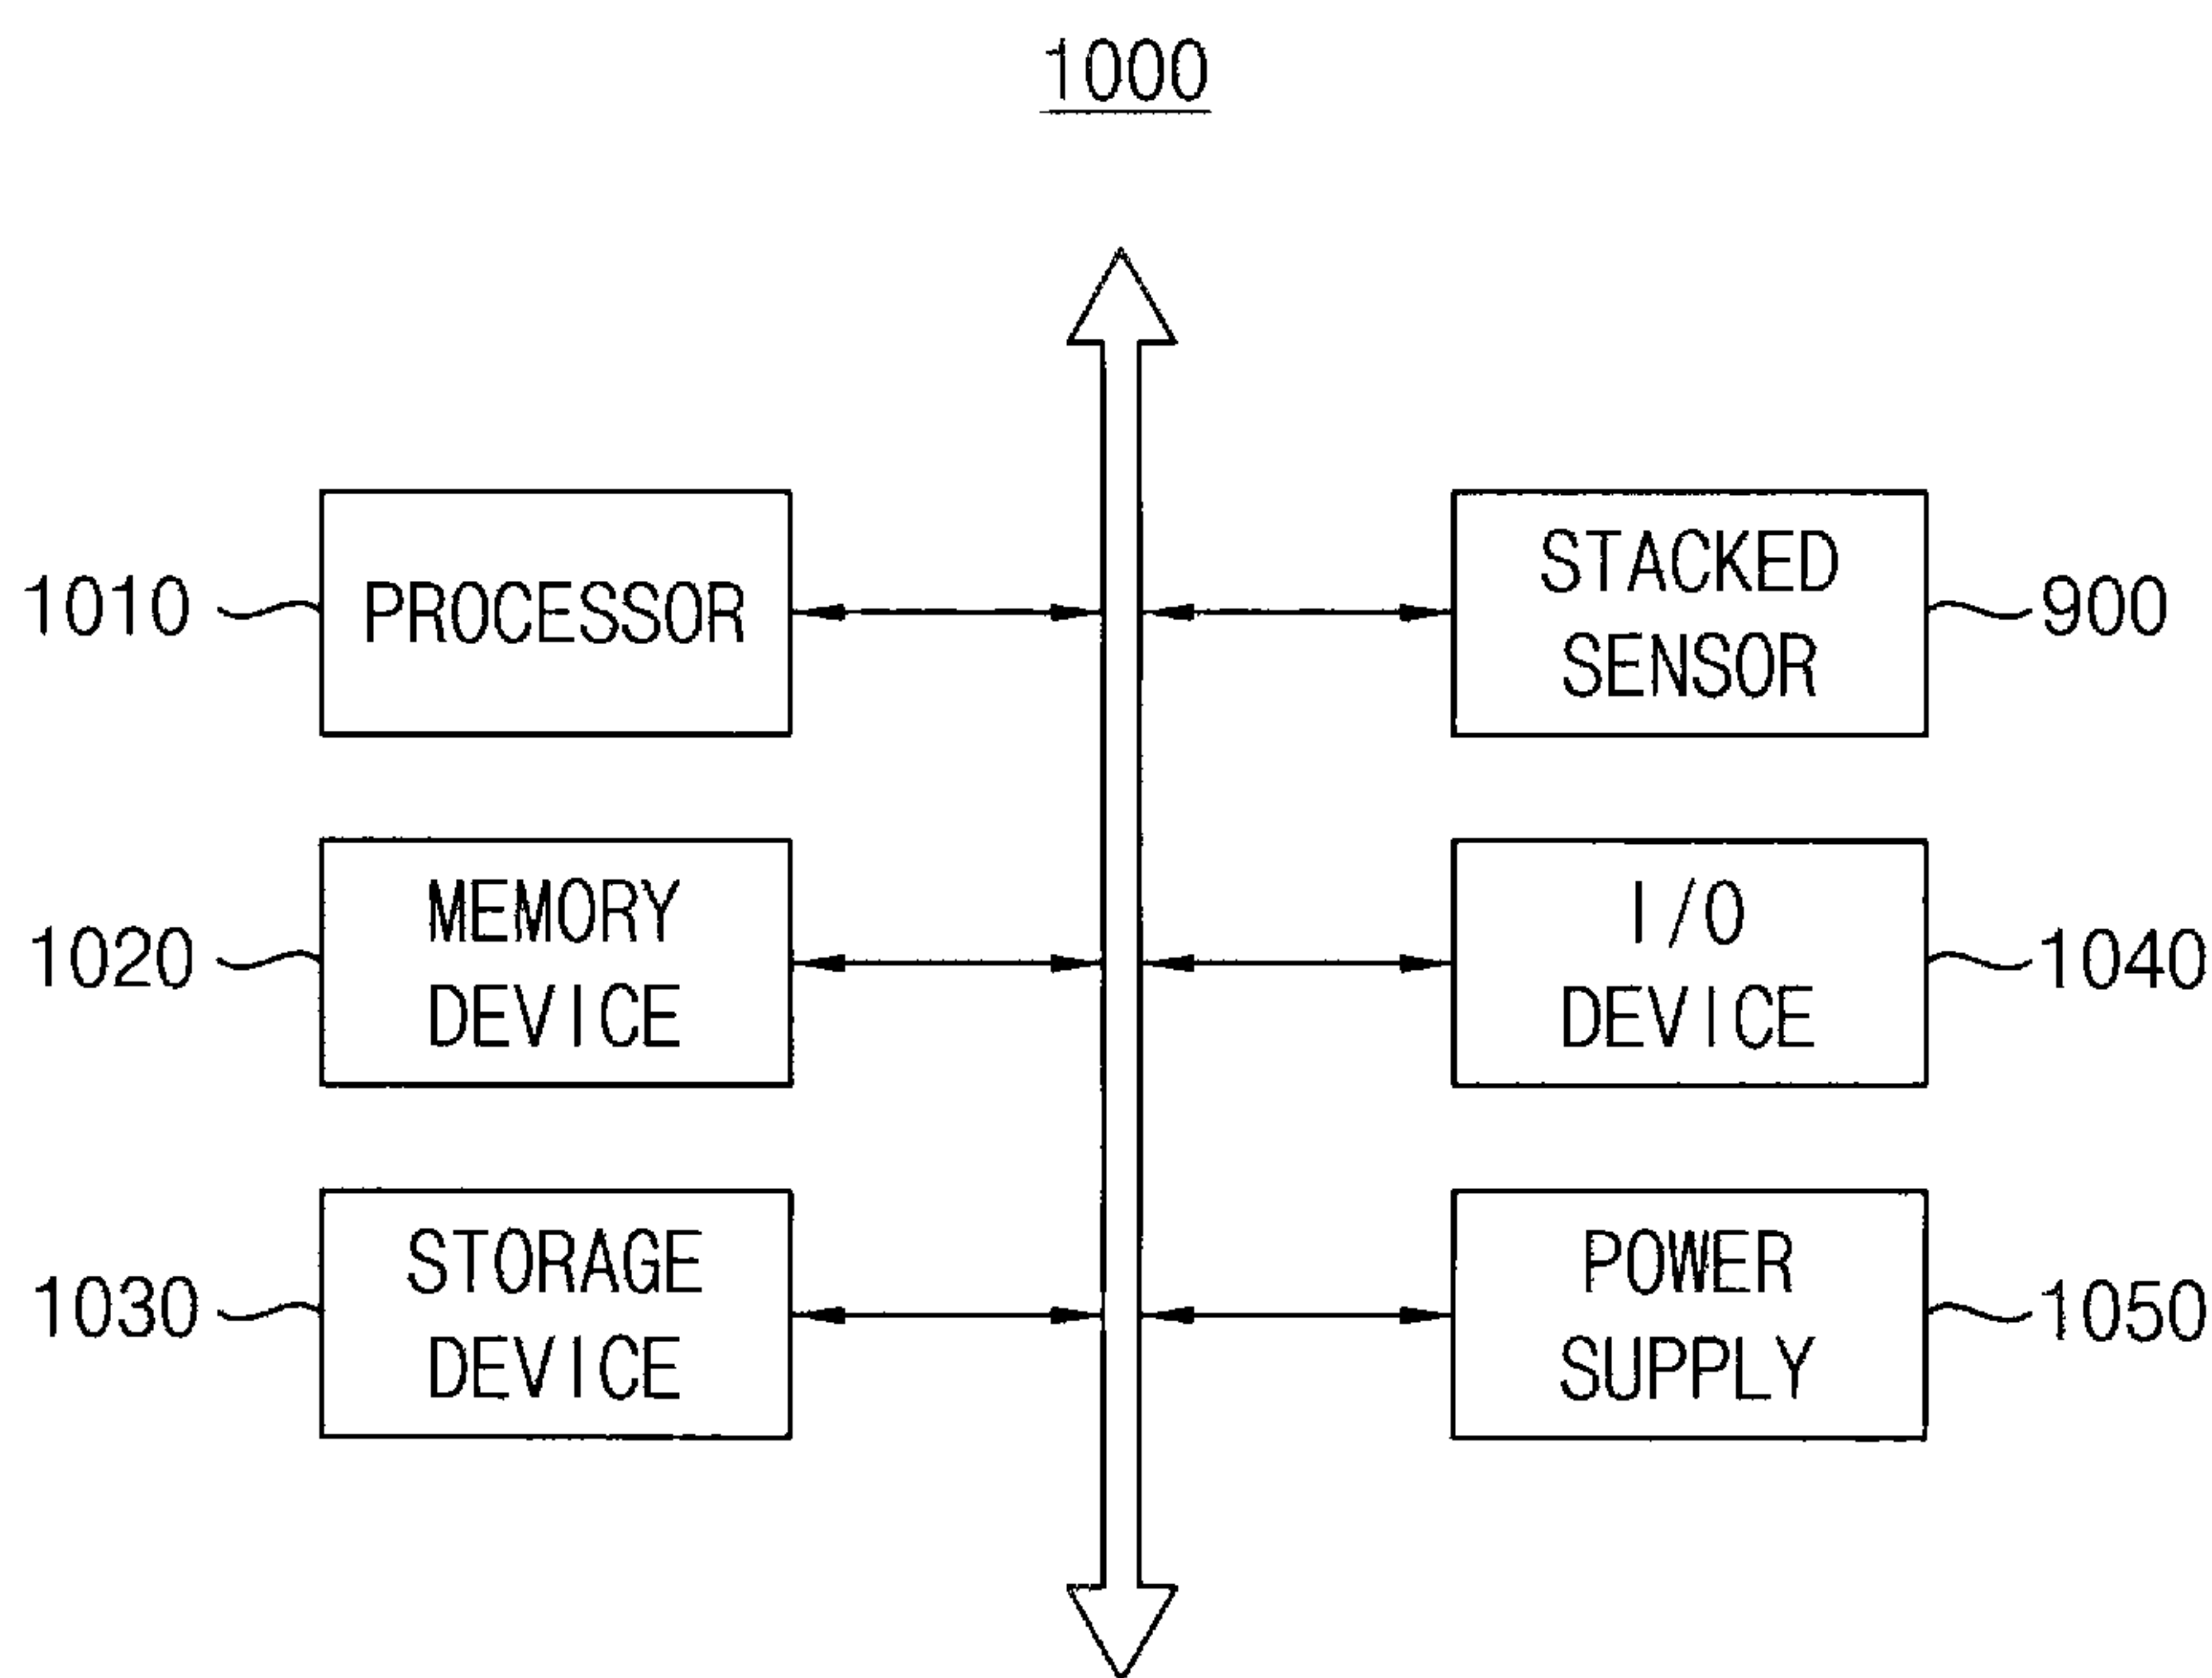 1000
1010
PROCESSOR
STACKED
SENSOR
900
1020
MEMORY
DEVICE
I/O
DEVICE
1040
1030
STORAGE
DEVICE
POWER
SUPPLY
1050